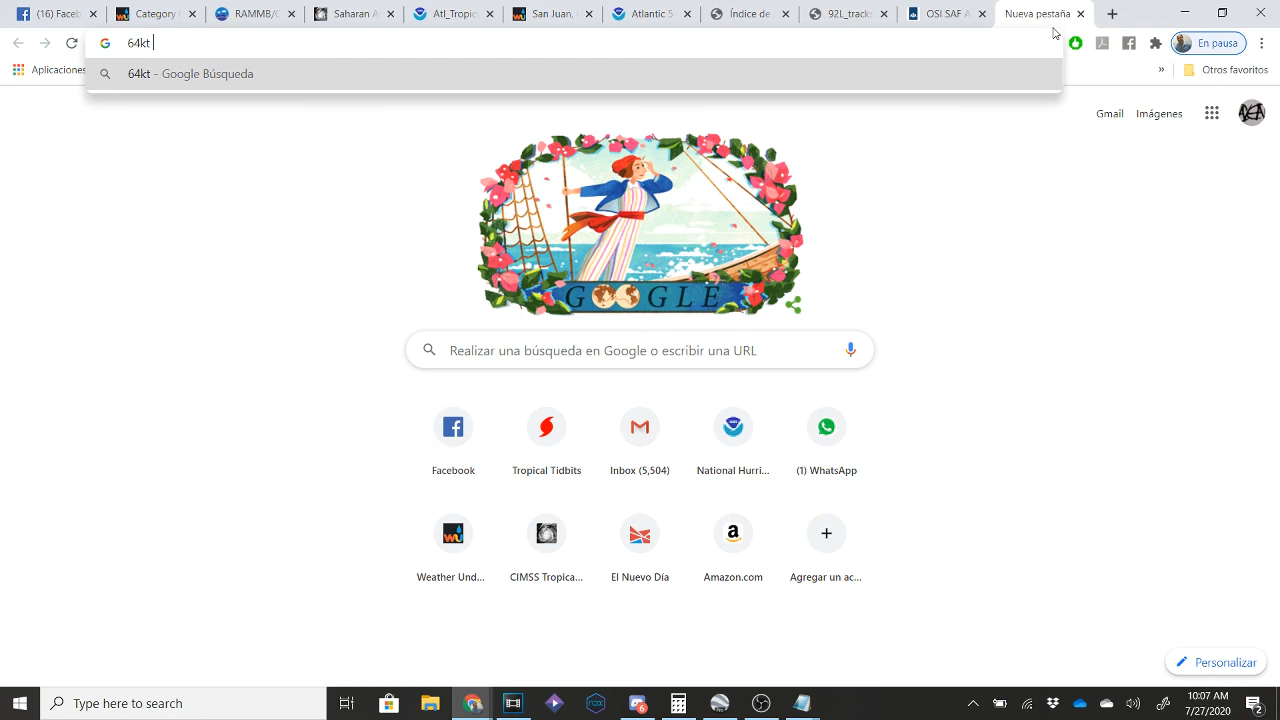 (16) Faceb
Category
RAMMB/C
Saharan A
Atl_Tropic
San Juan,
Atlantic 5-
Índice de
92L_tracks
OSI SAF A
Nueva pestaña
64kt
En pausa
64kt - Google Búsqueda
Aplicaciones
»
Otros favoritos
Gmail
Imágenes
GOOGLE
Realizar una búsqueda en Google o escribir una URL
Facebook
Tropical Tidbits
Inbox (5,504)
National Hurri...
(1) WhatsApp
Weather Und...
CIMSS Tropica...
El Nuevo Día
Amazon.com
Agregar un ac...
Personalizar
Type here to search
10:07 AM
7/27/2020